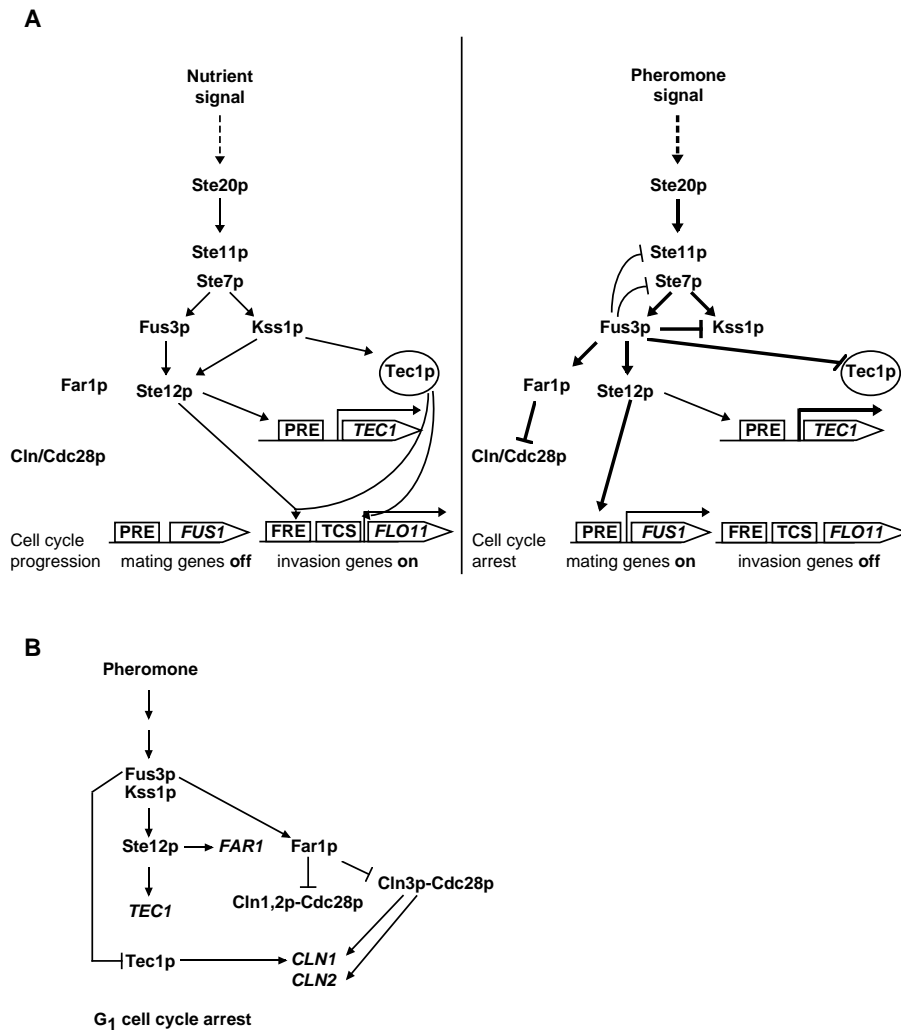 A
Nutrient
signal
Ste20p
Ste11p
Ste7p
Fus3p
Kss1p
Far1p
Ste12p
Tec1p
PRE
TEC1
Cln/Cdc28p
Cell cycle
progression
PRE
FUS1
mating genes off
FRE
TCS
FLO11
invasion genes on
Pheromone
signal
Ste20p
Ste11p
Ste7p
Fus3p
Kss1p
Far1p
Ste12p
Tec1p
PRE
TEC1
Cln/Cdc28p
Cell cycle
arrest
PRE
FUS1
mating genes on
FRE
TCS
FLO11
invasion genes off
B
Pheromone
Fus3p
Kss1p
Ste12p
FAR1
Far1p
Cln3p-Cdc28p
Cln1,2p-Cdc28p
TEC1
Tec1p
CLN1
CLN2
G1 cell cycle arrest